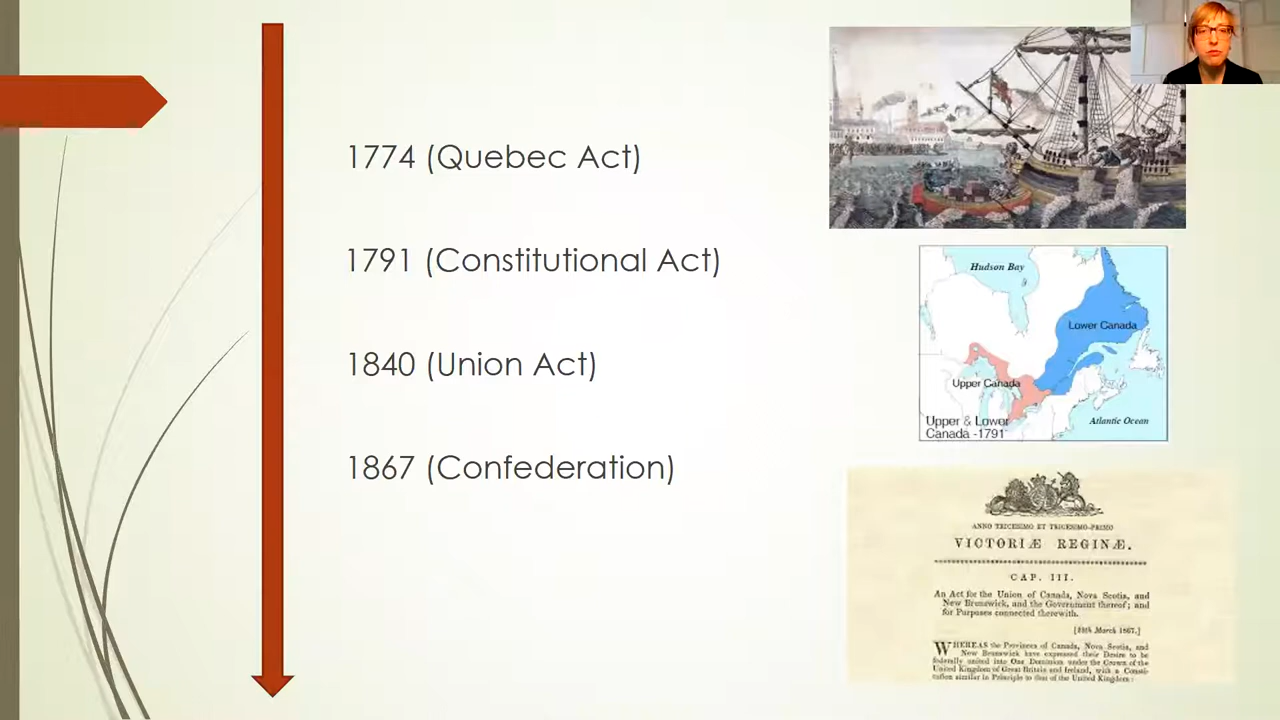 1774 (Quebec Act)
1791 (Constitutional Act)
1840 (Union Act)
1867 (Confederation)
Hudson Bay
Lower Canada
Upper Canada
Upper & Lower
Canada -1791
Atlantic Ocean
ANNO TRICESIMO ET TRICESIMO-PRIMO
VICTORIÆ REGINÆ.
CAP. III.
An Act for the Union of Canada, Nova Scotia, and
New Brunswick, and the Government thereof; and
for Purposes connected therewith.
[29th March 1867.]
WHEREAS the Provinces of Canada, Nova Scotia, and
New Brunswick have expressed their Desire to be
federally united into One Dominion under the Crown of the
United Kingdom of Great Britain and Ireland, with a Consti-
tution similar in Principle to that of the United Kingdom: